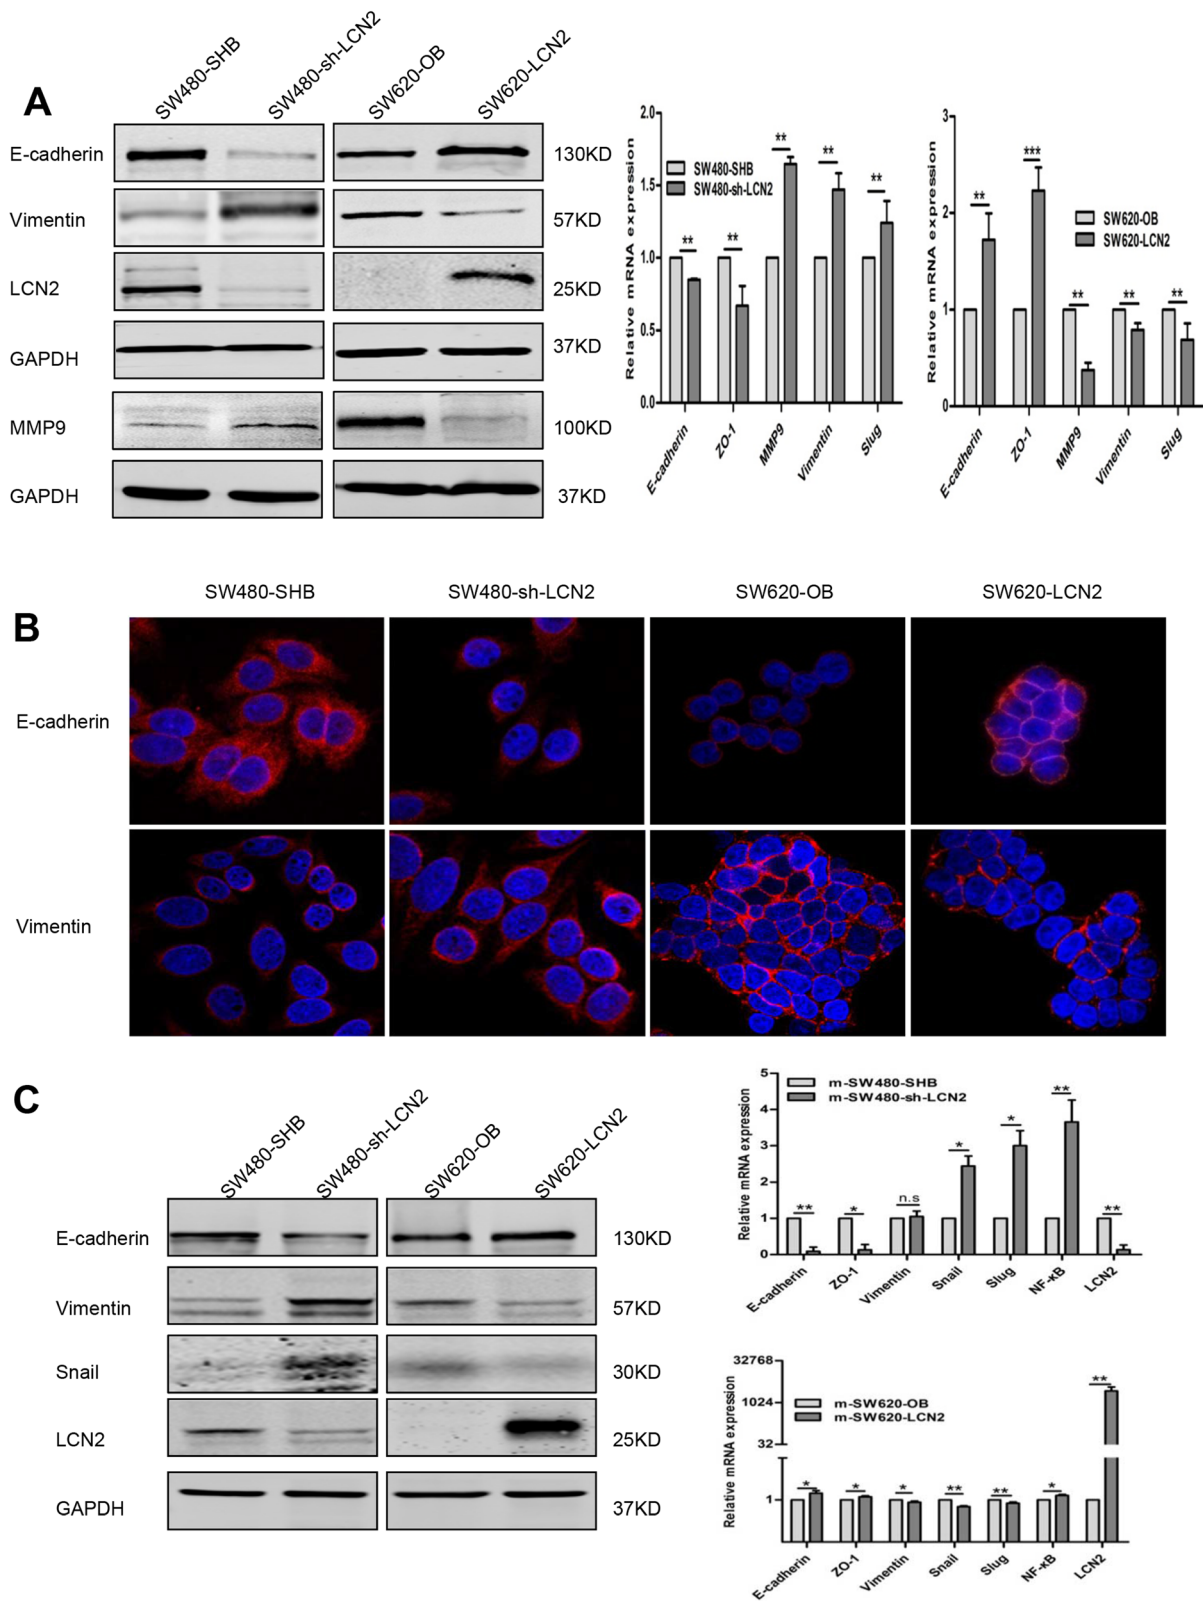 A
SW480-SHB
SW480-sh-LCN2
SW620-OB
SW620-LCN2
E-cadherin
130KD
Vimentin
57KD
LCN2
25KD
GAPDH
37KD
MMP9
100KD
GAPDH
37KD
Relative mRNA expression
2.0
1.5
1.0
0.5
0.0
SW480-SHB
SW480-sh-LCN2
**
**
**
**
**
E-cadherin
ZO-1
MMP9
Vimentin
Slug
Relative mRNA expression
3
2
1
0
SW620-OB
SW620-LCN2
**
***
**
**
**
E-cadherin
ZO-1
MMP9
Vimentin
Slug
B
SW480-SHB
SW480-sh-LCN2
SW620-OB
SW620-LCN2
E-cadherin
Vimentin
C
SW480-SHB
SW480-sh-LCN2
SW620-OB
SW620-LCN2
E-cadherin
130KD
Vimentin
57KD
Snail
30KD
LCN2
25KD
GAPDH
37KD
Relative mRNA expression
5
4
3
2
1
0
m-SW480-SHB
m-SW480-sh-LCN2
**
*
n.s
*
*
**
**
E-cadherin
ZO-1
Vimentin
Snail
Slug
NF-κB
LCN2
Relative mRNA expression
32768
1024
32
1
m-SW620-OB
m-SW620-LCN2
*
*
*
**
**
*
**
E-cadherin
ZO-1
Vimentin
Snail
Slug
NF-κB
LCN2